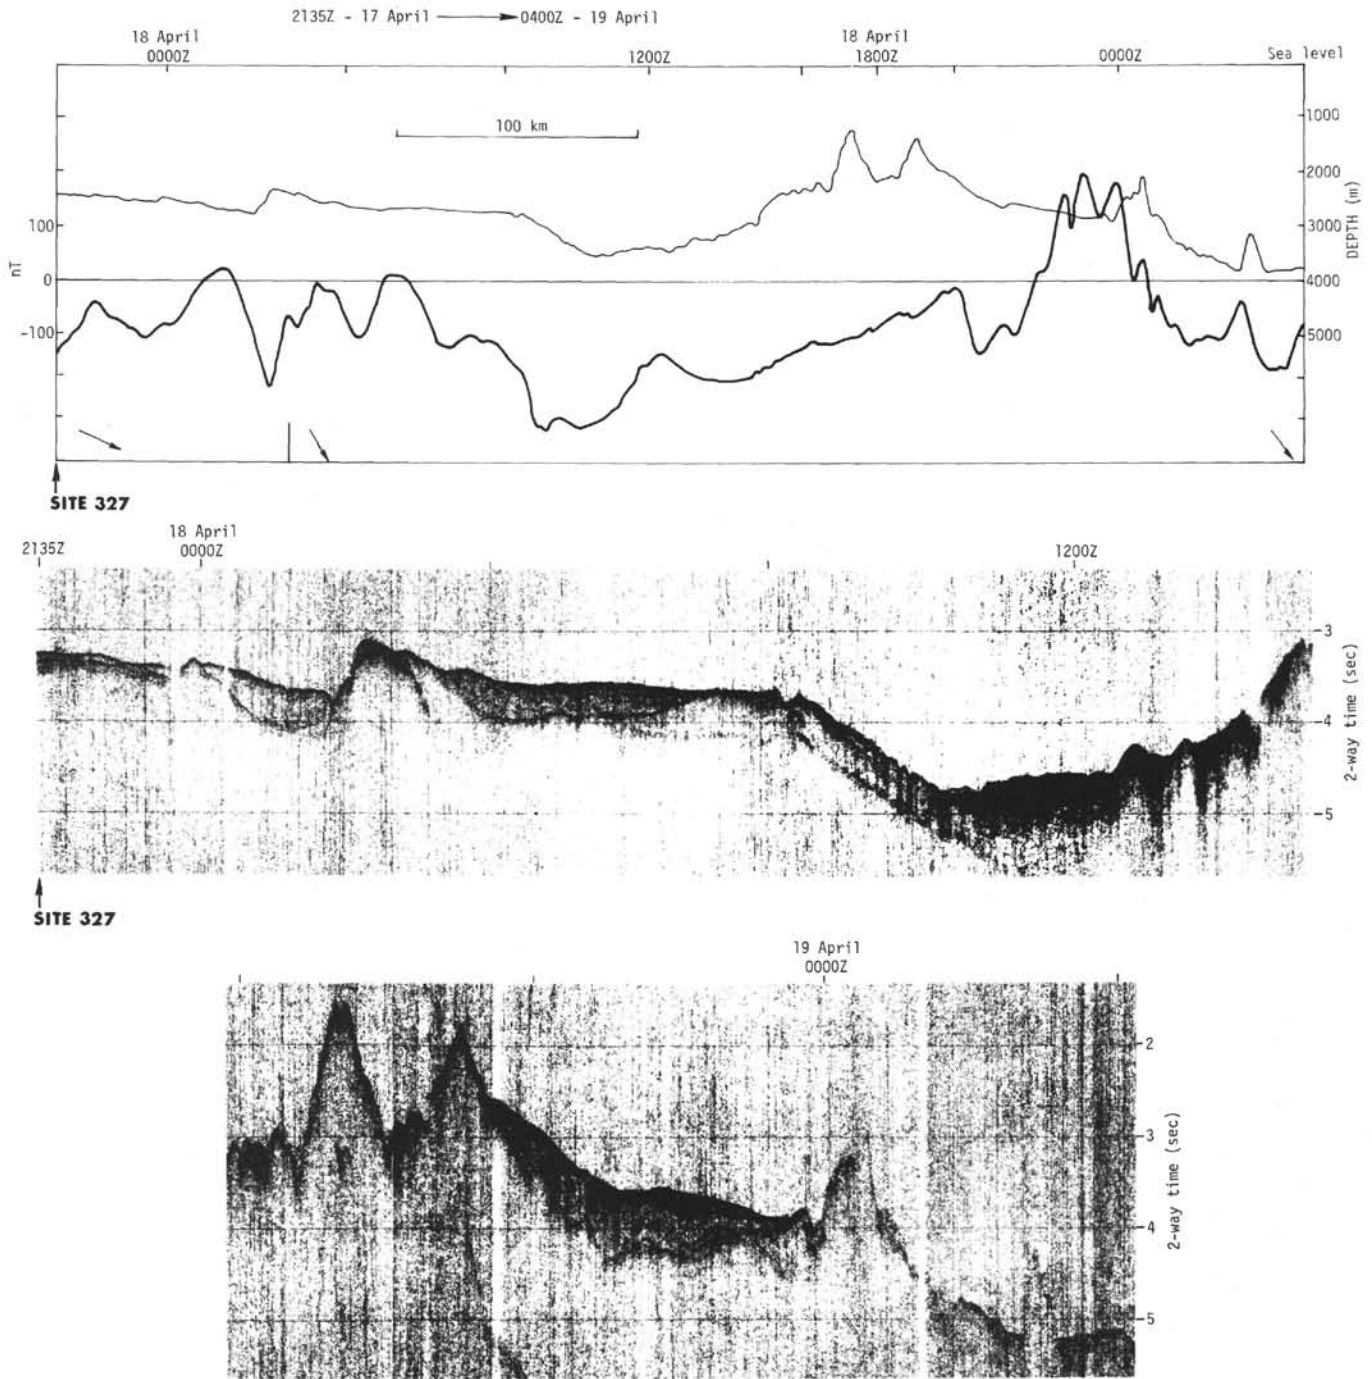 2135Z - 17 April → 0400Z - 19 April
18 April
0000Z
1200Z
18 April
1800Z
0000Z
Sea level
100 km
1000
2000
3000
4000
5000
DEPTH (m)
100
0
-100
nT
SITE 327
2135Z
18 April
0000Z
1200Z
3
4
5
2-way time (sec)
SITE 327
19 April
0000Z
2
3
4
5
2-way time (sec)